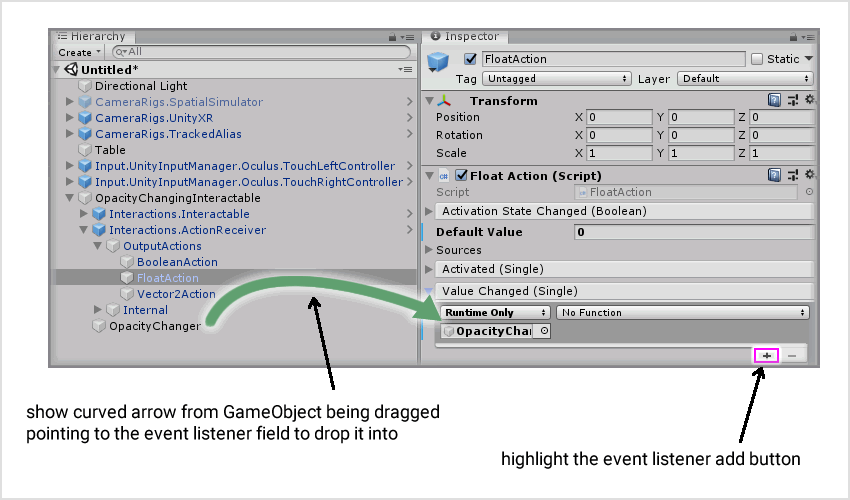 Hierarchy
Create
All
Untitled*
Directional Light
CameraRigs.SpatialSimulator
CameraRigs.UnityXR
CameraRigs.TrackedAlias
Table
Input.UnityInputManager.Oculus.TouchLeftController
Input.UnityInputManager.Oculus.TouchRightController
OpacityChangingInteractable
Interactions.Interactable
Interactions.ActionReceiver
OutputActions
BooleanAction
FloatAction
Vector2Action
Internal
OpacityChanger
Inspector
FloatAction Static
Tag Untagged Layer Default
Transform
Position X 0 Y 0 Z 0
Rotation X 0 Y 0 Z 0
Scale X 1 Y 1 Z 1
Float Action (Script)
Script FloatAction
Activation State Changed (Boolean)
Default Value 0
Sources
Activated (Single)
Value Changed (Single)
Runtime Only No Function
OpacityChar
show curved arrow from GameObject being dragged
pointing to the event listener field to drop it into
highlight the event listener add button